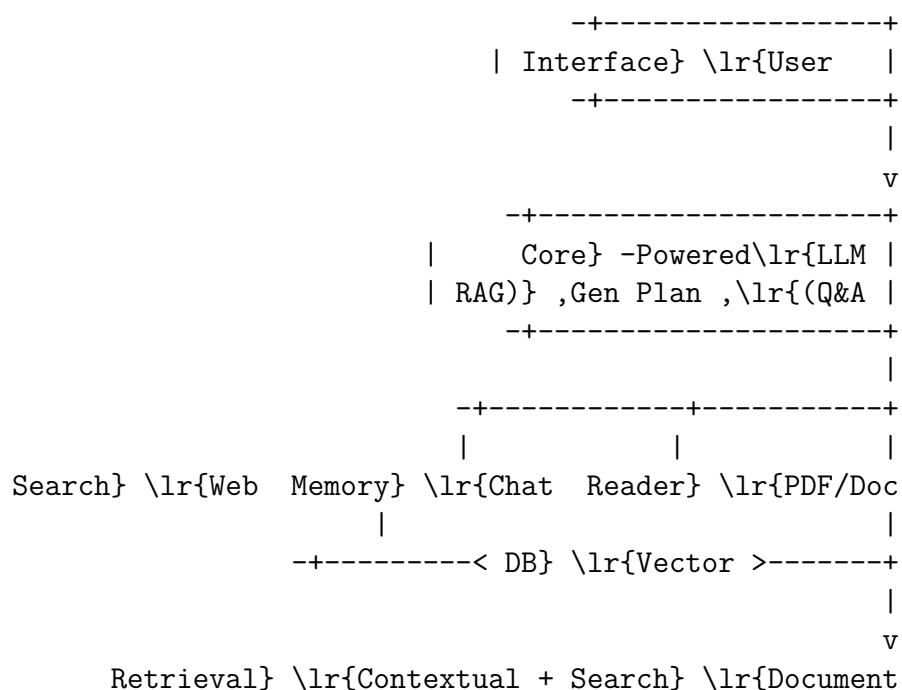 -+-----------------+
| Interface} \lr{User   |
-+-----------------+
|
v
-+---------------------+
|     Core} -Powered\lr{LLM |
| RAG)} ,Gen Plan ,\lr{(Q&A |
-+---------------------+
|
-+------------+-----------+
|            |            |
Search} \lr{Web  Memory} \lr{Chat  Reader} \lr{PDF/Doc
|                              |
-+---------< DB} \lr{Vector >-------+
|
v
Retrieval} \lr{Contextual + Search} \lr{Document